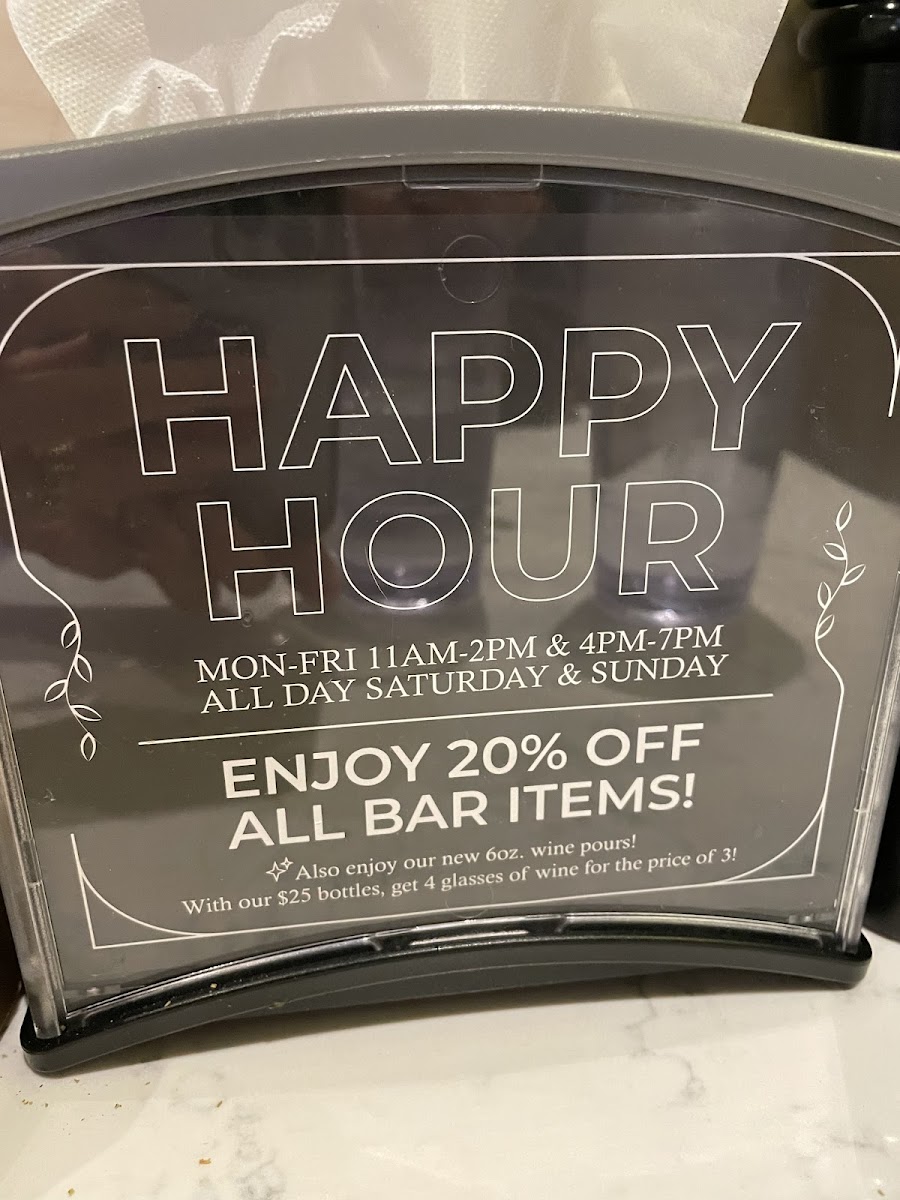 HAPPY
HOUR
MON-FRI 11AM-2PM & 4PM-7PM
ALL DAY SATURDAY & SUNDAY
ENJOY 20% OFF
ALL BAR ITEMS!
Also enjoy our new 6oz. wine pours!
With our $25 bottles, get 4 glasses of wine for the price of 3!